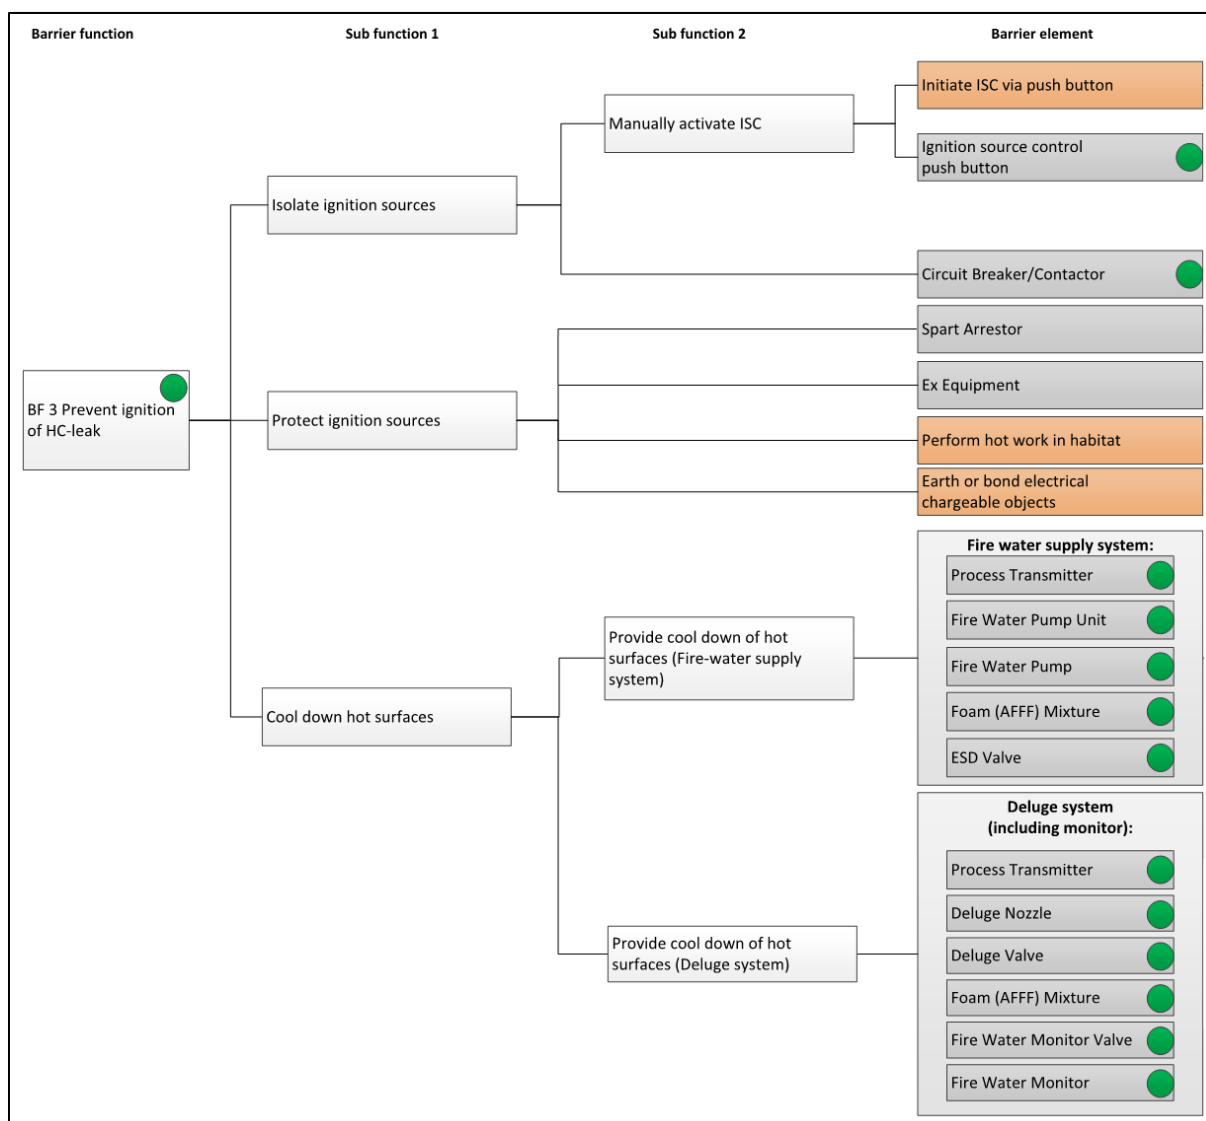 Barrier function
Sub function 1
Sub function 2
Barrier element
Initiate ISC via push button
Manually activate ISC
Ignition source control
push button
Isolate ignition sources
Circuit Breaker/Contactor
Spart Arrestor
BF 3 Prevent ignition
of HC-leak
Protect ignition sources
Ex Equipment
Perform hot work in habitat
Earth or bond electrical
chargeable objects
Fire water supply system:
Process Transmitter
Fire Water Pump Unit
Provide cool down of hot
surfaces (Fire-water supply
system)
Fire Water Pump
Cool down hot surfaces
Foam (AFFF) Mixture
ESD Valve
Deluge system
(including monitor):
Process Transmitter
Deluge Nozzle
Provide cool down of hot
surfaces (Deluge system)
Deluge Valve
Foam (AFFF) Mixture
Fire Water Monitor Valve
Fire Water Monitor